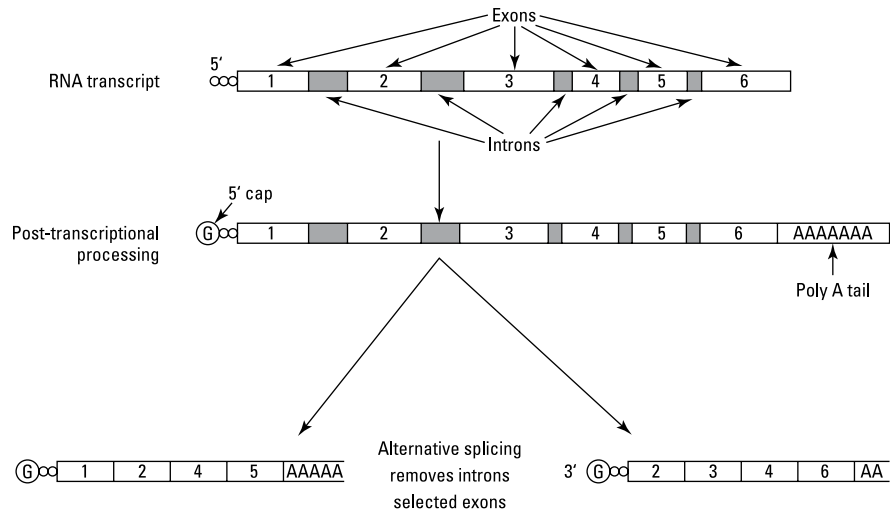 Exons
5'
RNA transcript
1 2 3 4 5 6
Introns
5' cap
Post-transcriptional
processing
G 1 2 3 4 5 6 AAAAAAA
Poly A tail
G 1 2 4 5 AAAAA
Alternative splicing
removes introns
selected exons
3' G 2 3 4 6 AA